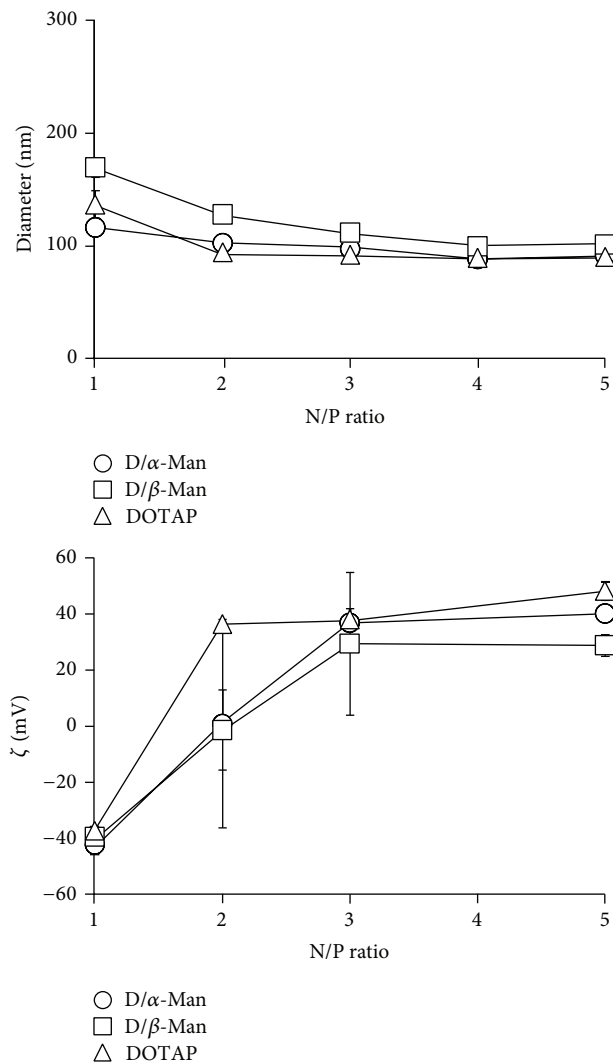 300
200
100
0
Diameter (nm)
1 2 3 4 5
N/P ratio
D/α-Man
D/β-Man
DOTAP
60
40
20
0
−20
−40
−60
ζ (mV)
1 2 3 4 5
N/P ratio
D/α-Man
D/β-Man
DOTAP